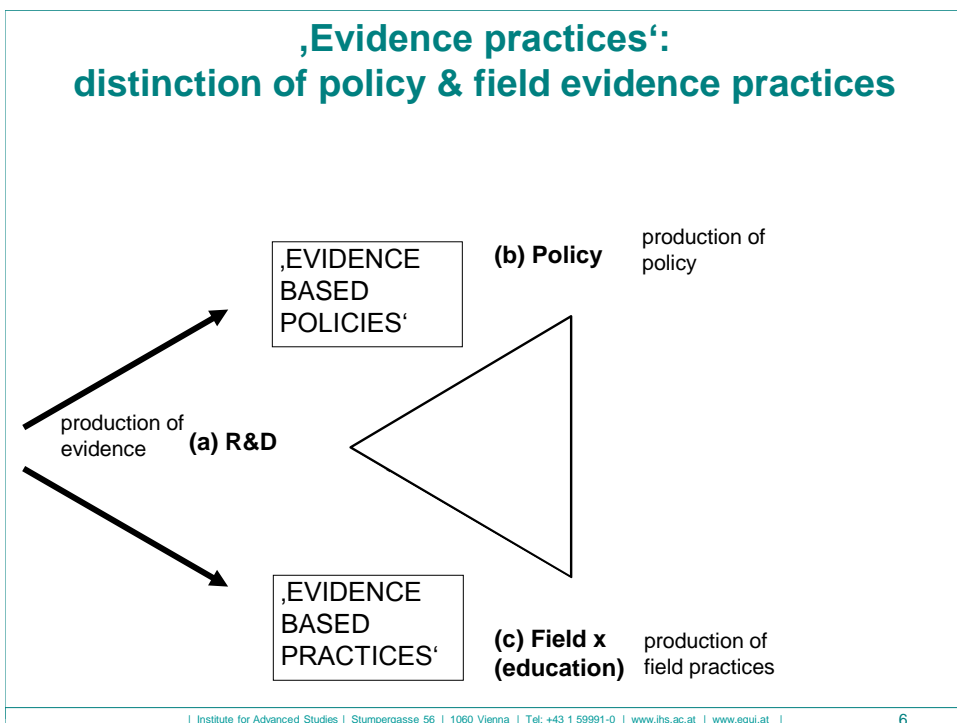 ‚Evidence practices‘:
distinction of policy & field evidence practices
‚EVIDENCE
BASED
POLICIES‘
(b) Policy
production of
policy
production of
evidence
(a) R&D
‚EVIDENCE
BASED
PRACTICES‘
(c) Field x
(education)
production of
field practices
| Institute for Advanced Studies | Stumpergasse 56 | 1060 Vienna | Tel: +43 1 59991-0 | www.ihs.ac.at | www.equi.at |
6